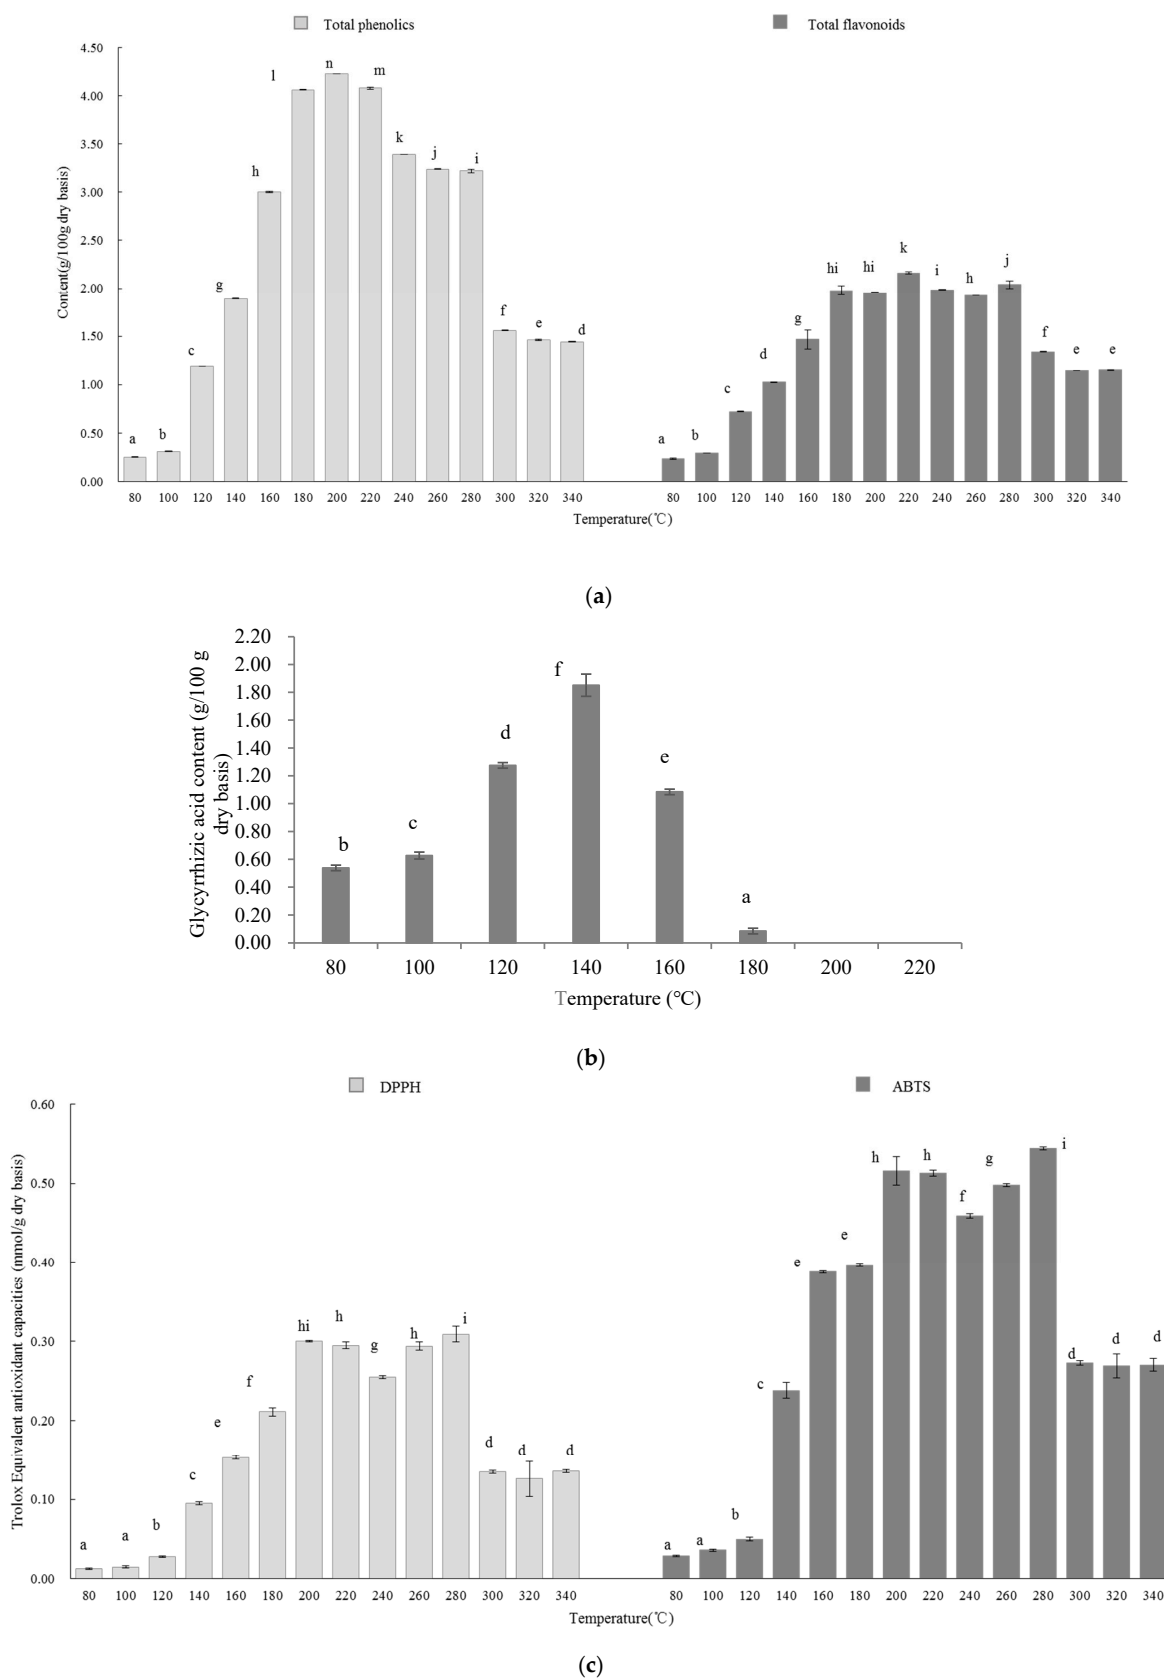 Total phenolics Total flavonoids
4.50
4.00
3.50
3.00
2.50
2.00
1.50
1.00
0.50
0.00
Content(g/100g dry basis)
a b c g h l n m k j i f e d
a b c d g hi hi k i h j f e e
80 100 120 140 160 180 200 220 240 260 280 300 320 340 80 100 120 140 160 180 200 220 240 260 280 300 320 340
Temperature(℃)
(a)
2.20
2.00
1.80
1.60
1.40
1.20
1.00
0.80
0.60
0.40
0.20
0.00
Glycyrrhizic acid content (g/100 g
dry basis)
b c d f e a
80 100 120 140 160 180 200 220
Temperature (°C)
(b)
DPPH ABTS
0.60
0.50
0.40
0.30
0.20
0.10
0.00
Trolox Equivalent antioxidant capacities (mmol/g dry basis)
a a b c e f hi h g h i d d d
a a b c e e h h f g i d d d
80 100 120 140 160 180 200 220 240 260 280 300 320 340 80 100 120 140 160 180 200 220 240 260 280 300 320 340
Temperature(℃)
(c)